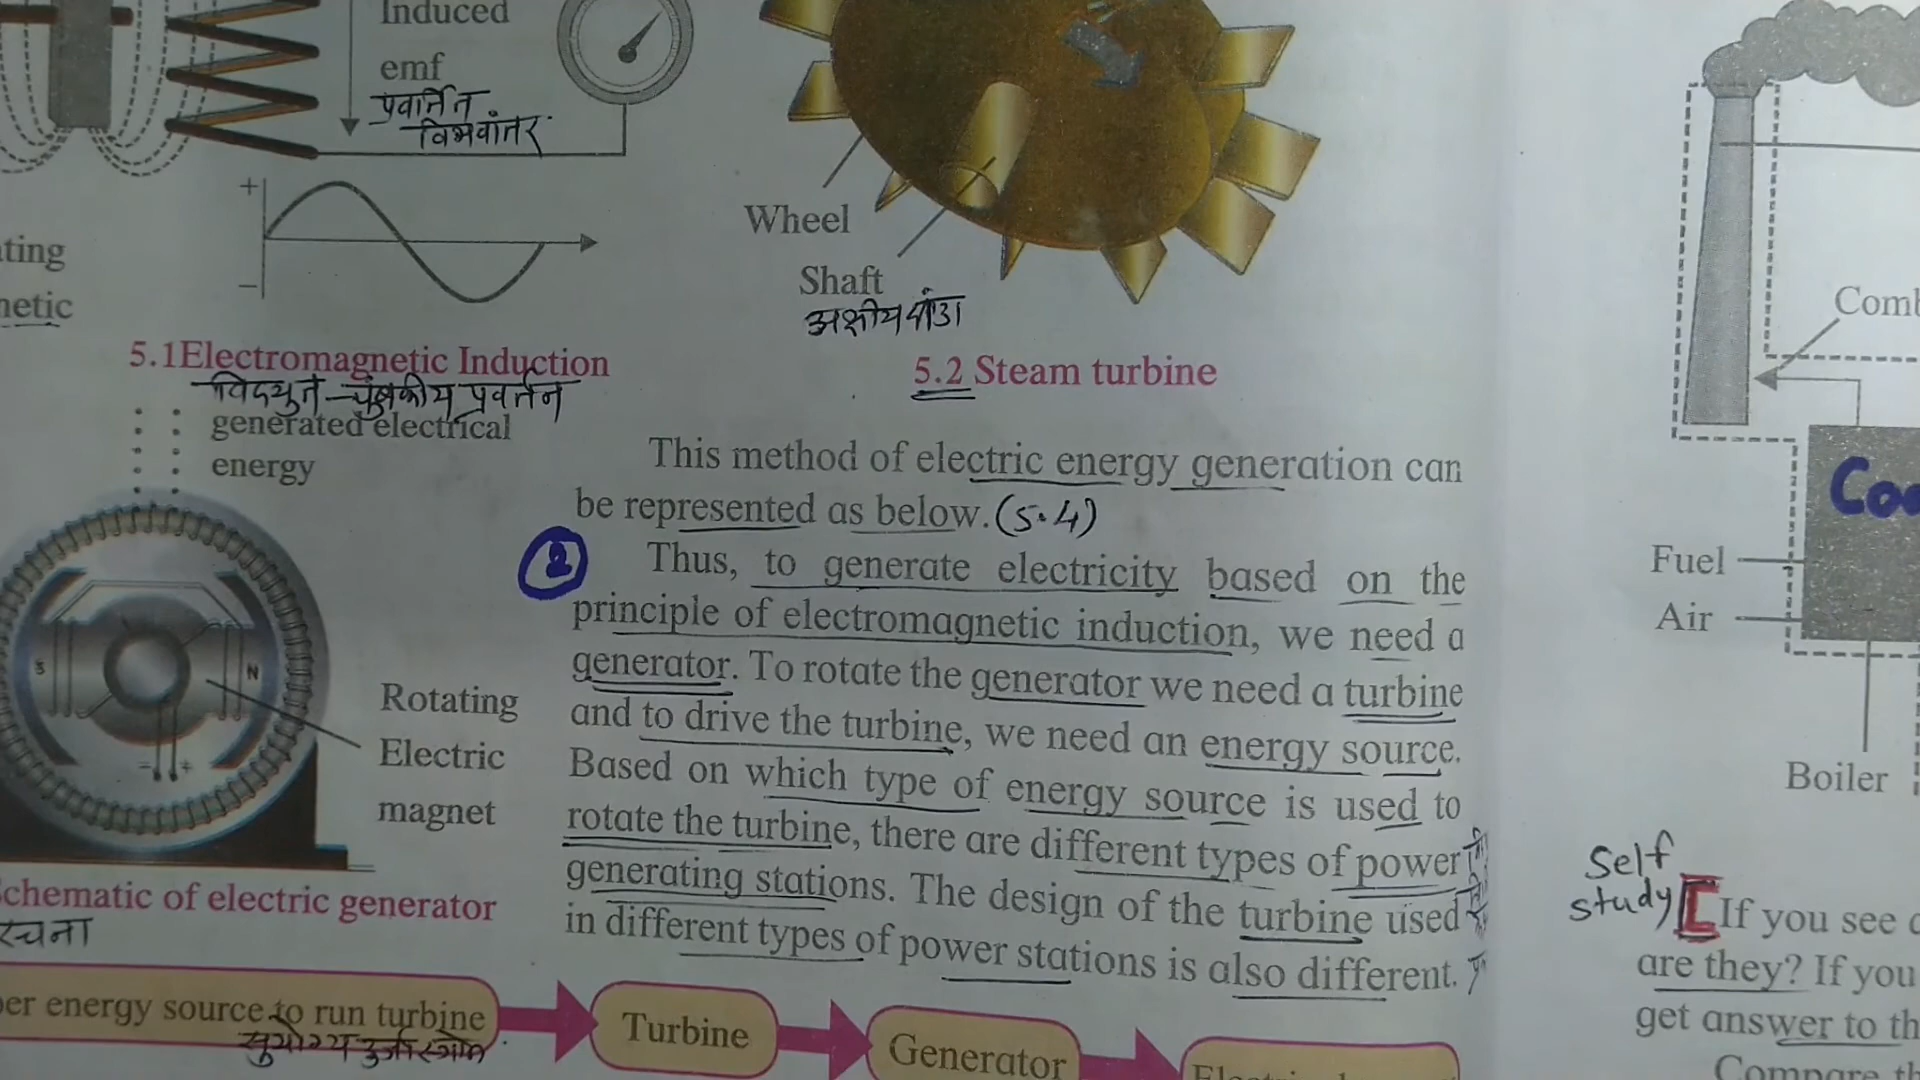 Induced
emf
प्रवर्तित
विभवांतर
+
−
ating
netic
5.1Electromagnetic Induction
विद्युत-चुंबकीय प्रवर्तन
Wheel
Shaft
5.2 Steam turbine
generated electrical
energy
S
N
− +
Rotating
Electric
magnet
chematic of electric generator
रचना
This method of electric energy generation can
be represented as below. (5.4)
2
Thus, to generate electricity based on the
principle of electromagnetic induction, we need a
generator. To rotate the generator we need a turbine
and to drive the turbine, we need an energy source.
Based on which type of energy source is used to
rotate the turbine, there are different types of power
generating stations. The design of the turbine used
in different types of power stations is also different.
per energy source to run turbine
Turbine
Generator
Comb
Coa
Fuel
Air
Boiler
Self
study
[ If you see
are they? If you
get answer to th
Compare th